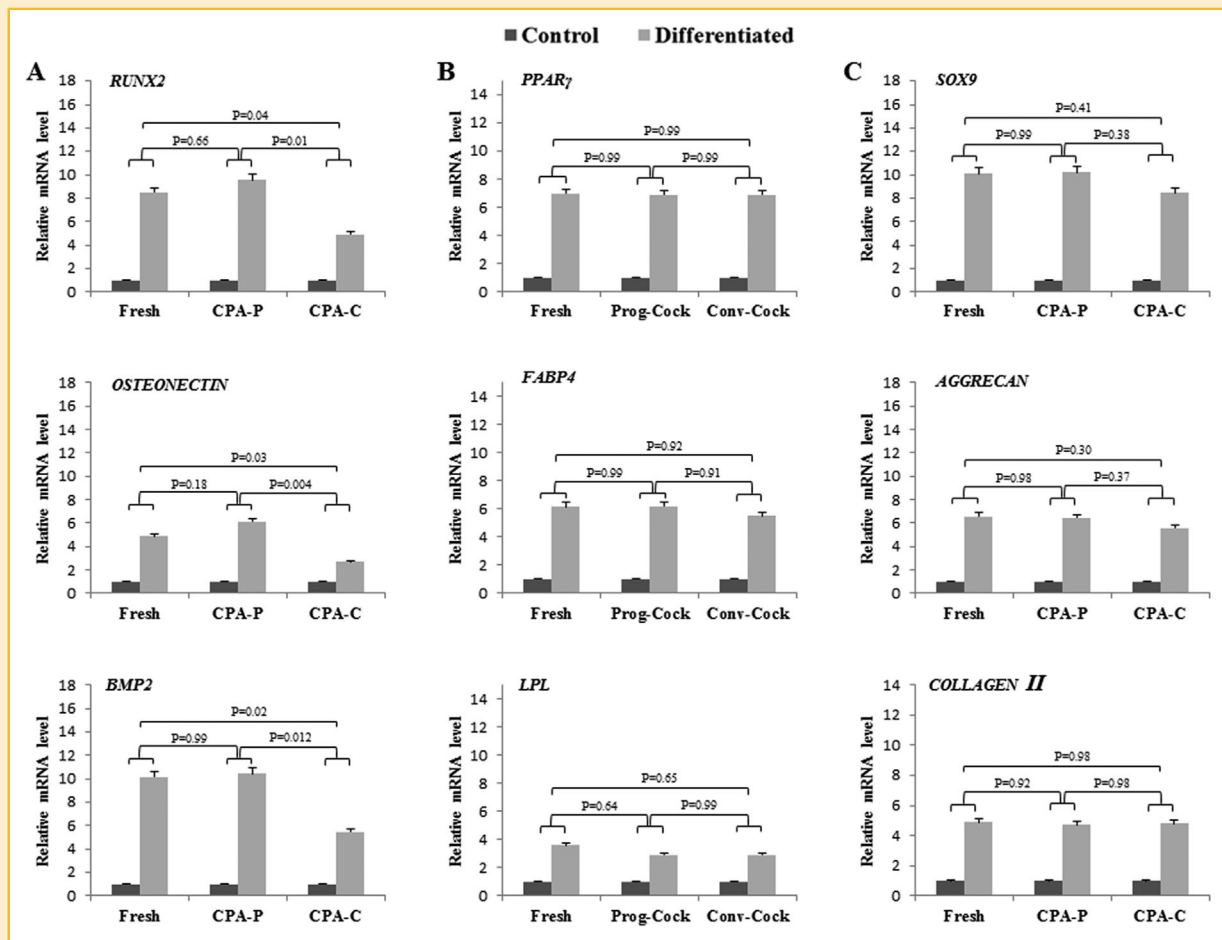 Control Differentiated
A
RUNX2
Relative mRNA level
18
16
14
12
10
8
6
4
2
0
P=0.04
P=0.66 P=0.01
Fresh CPA-P CPA-C
B
PPARγ
Relative mRNA level
14
12
10
8
6
4
2
0
P=0.99
P=0.99 P=0.99
Fresh Prog-Cock Conv-Cock
C
SOX9
Relative mRNA level
18
16
14
12
10
8
6
4
2
0
P=0.41
P=0.99 P=0.38
Fresh CPA-P CPA-C
OSTEONECTIN
Relative mRNA level
18
16
14
12
10
8
6
4
2
0
P=0.03
P=0.18 P=0.004
Fresh CPA-P CPA-C
FABP4
Relative mRNA level
14
12
10
8
6
4
2
0
P=0.92
P=0.99 P=0.91
Fresh Prog-Cock Conv-Cock
AGGRECAN
Relative mRNA level
18
16
14
12
10
8
6
4
2
0
P=0.30
P=0.98 P=0.37
Fresh CPA-P CPA-C
BMP2
Relative mRNA level
18
16
14
12
10
8
6
4
2
0
P=0.02
P=0.99 P=0.012
Fresh CPA-P CPA-C
LPL
Relative mRNA level
14
12
10
8
6
4
2
0
P=0.65
P=0.64 P=0.99
Fresh Prog-Cock Conv-Cock
COLLAGEN II
Relative mRNA level
14
12
10
8
6
4
2
0
P=0.98
P=0.92 P=0.98
Fresh CPA-P CPA-C